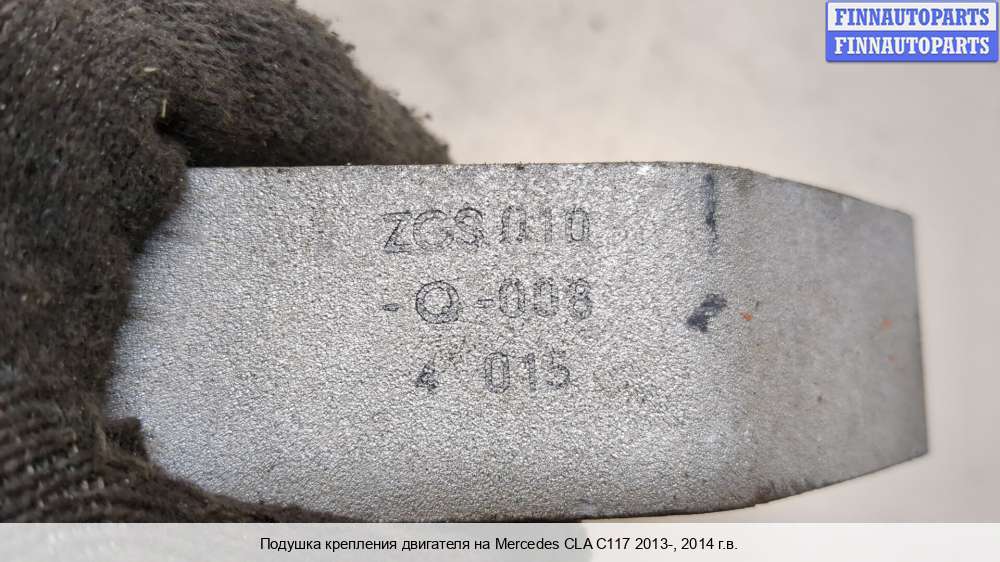 FINNAUTOPARTS
FINNAUTOPARTS
ZGS 010
-Q-008
4 015
Подушка крепления двигателя на Mercedes CLA C117 2013-, 2014 г.в.